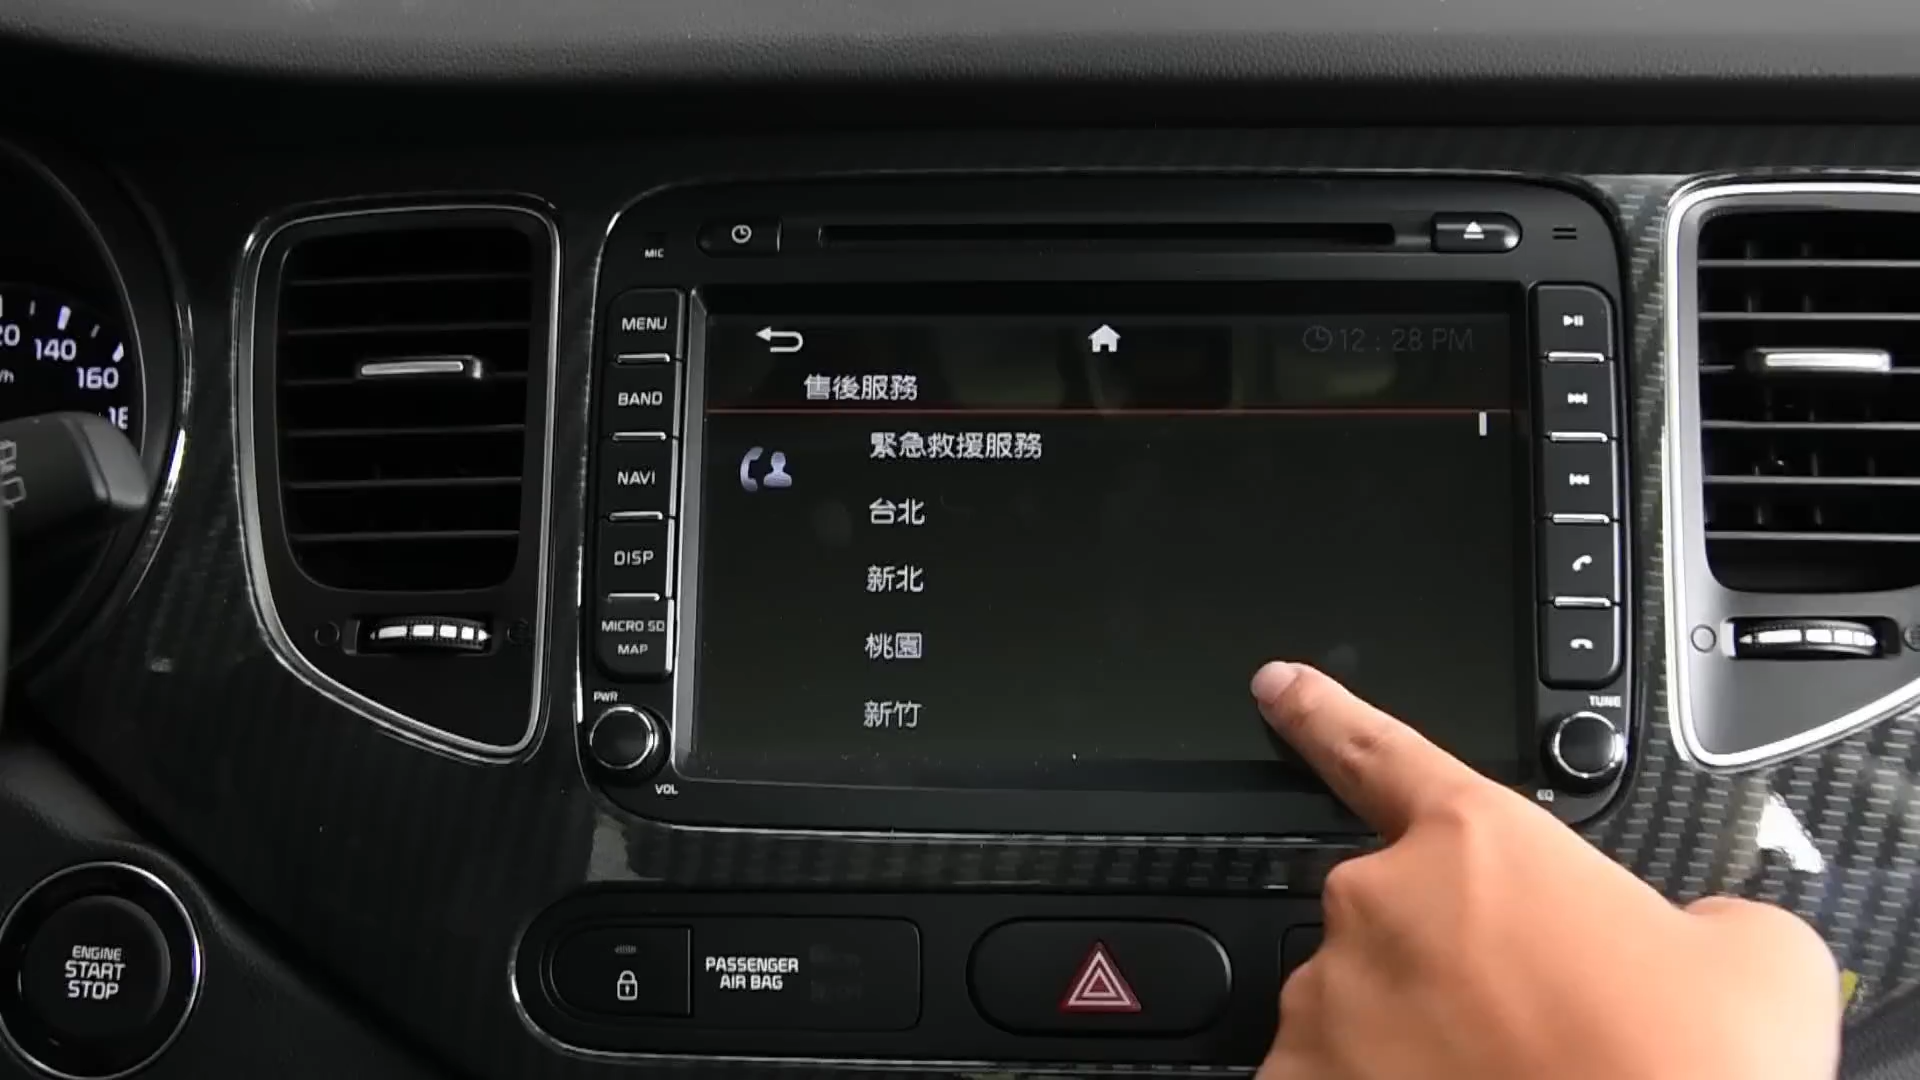 MIC
MENU
BAND
NAVI
DISP
MICRO SD
MAP
PWR
VOL
12:28 PM
售後服務
緊急救援服務
台北
新北
桃園
新竹
TUNE
EQ
20
140
160
ENGINE
START
STOP
PASSENGER
AIR BAG